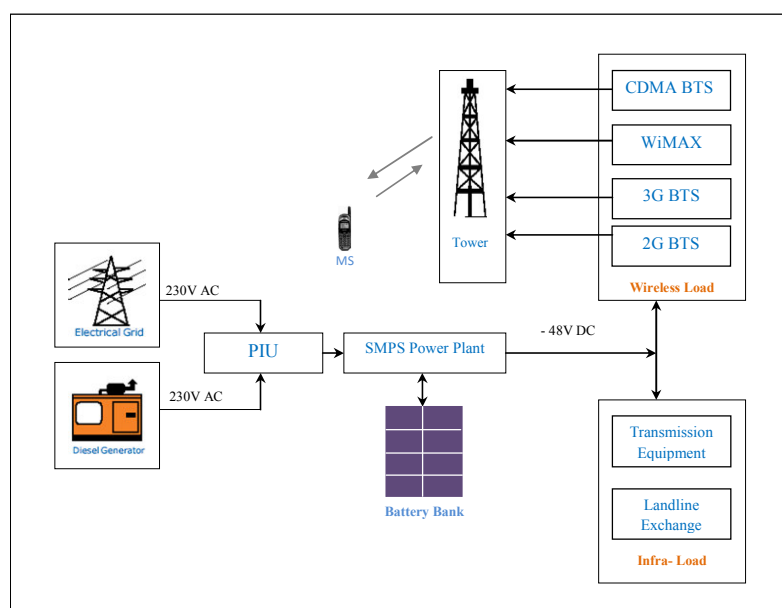 CDMA BTS
WiMAX
3G BTS
2G BTS
Wireless Load
Tower
MS
Electrical Grid
230V AC
PIU
SMPS Power Plant
- 48V DC
Diesel Generator
230V AC
Battery Bank
Transmission
Equipment
Landline
Exchange
Infra- Load